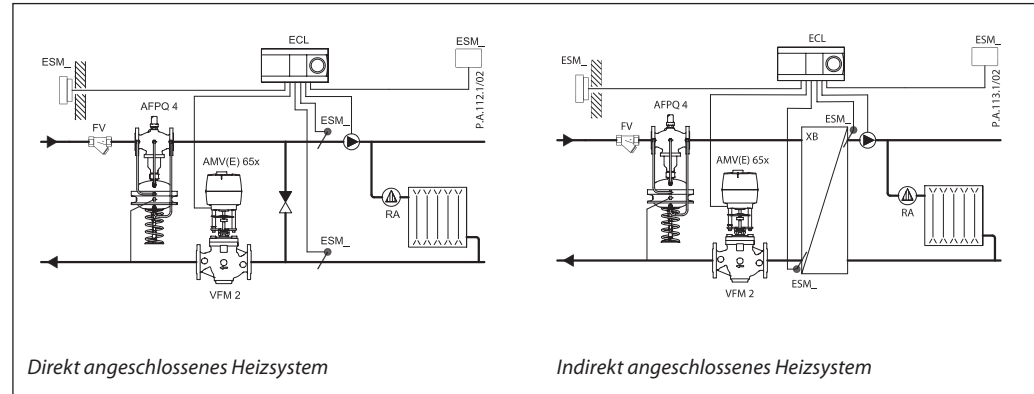 ECL
ESM_
ESM_
P.A.112.1/02
AFPQ 4
FV
ESM_
AMV(E) 65x
RA
ESM_
VFM 2
Direkt angeschlossenes Heizsystem
ECL
ESM_
ESM_
P.A.113.1/02
AFPQ 4
FV
ESM_
XB
AMV(E) 65x
RA
ESM_
VFM 2
Indirekt angeschlossenes Heizsystem